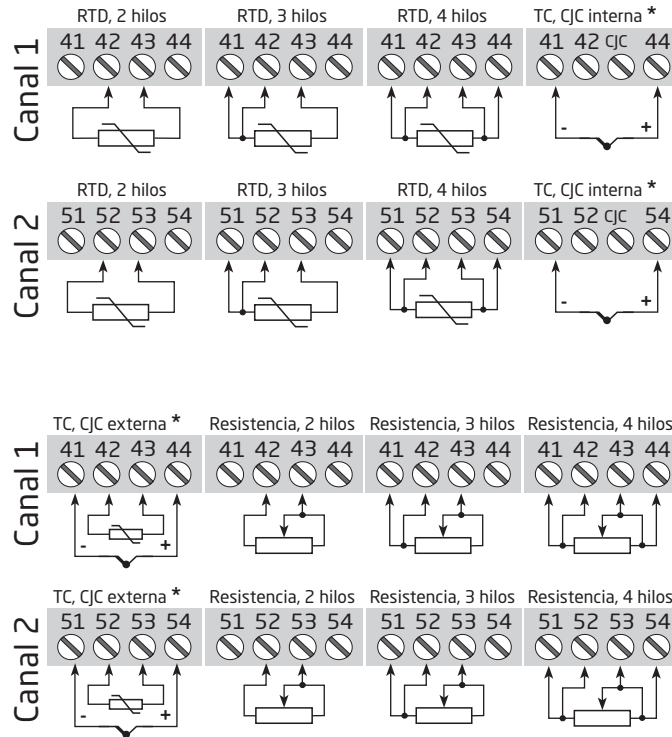 RTD, 2 hilos RTD, 3 hilos RTD, 4 hilos TC, CJC interna *
Canal 1
41 42 43 44 41 42 43 44 41 42 43 44 41 42 CJC 44
- +
RTD, 2 hilos RTD, 3 hilos RTD, 4 hilos TC, CJC interna *
Canal 2
51 52 53 54 51 52 53 54 51 52 53 54 51 52 CJC 54
- +
TC, CJC externa * Resistencia, 2 hilos Resistencia, 3 hilos Resistencia, 4 hilos
Canal 1
41 42 43 44 41 42 43 44 41 42 43 44 41 42 43 44
- +
TC, CJC externa * Resistencia, 2 hilos Resistencia, 3 hilos Resistencia, 4 hilos
Canal 2
51 52 53 54 51 52 53 54 51 52 53 54 51 52 53 54
- +